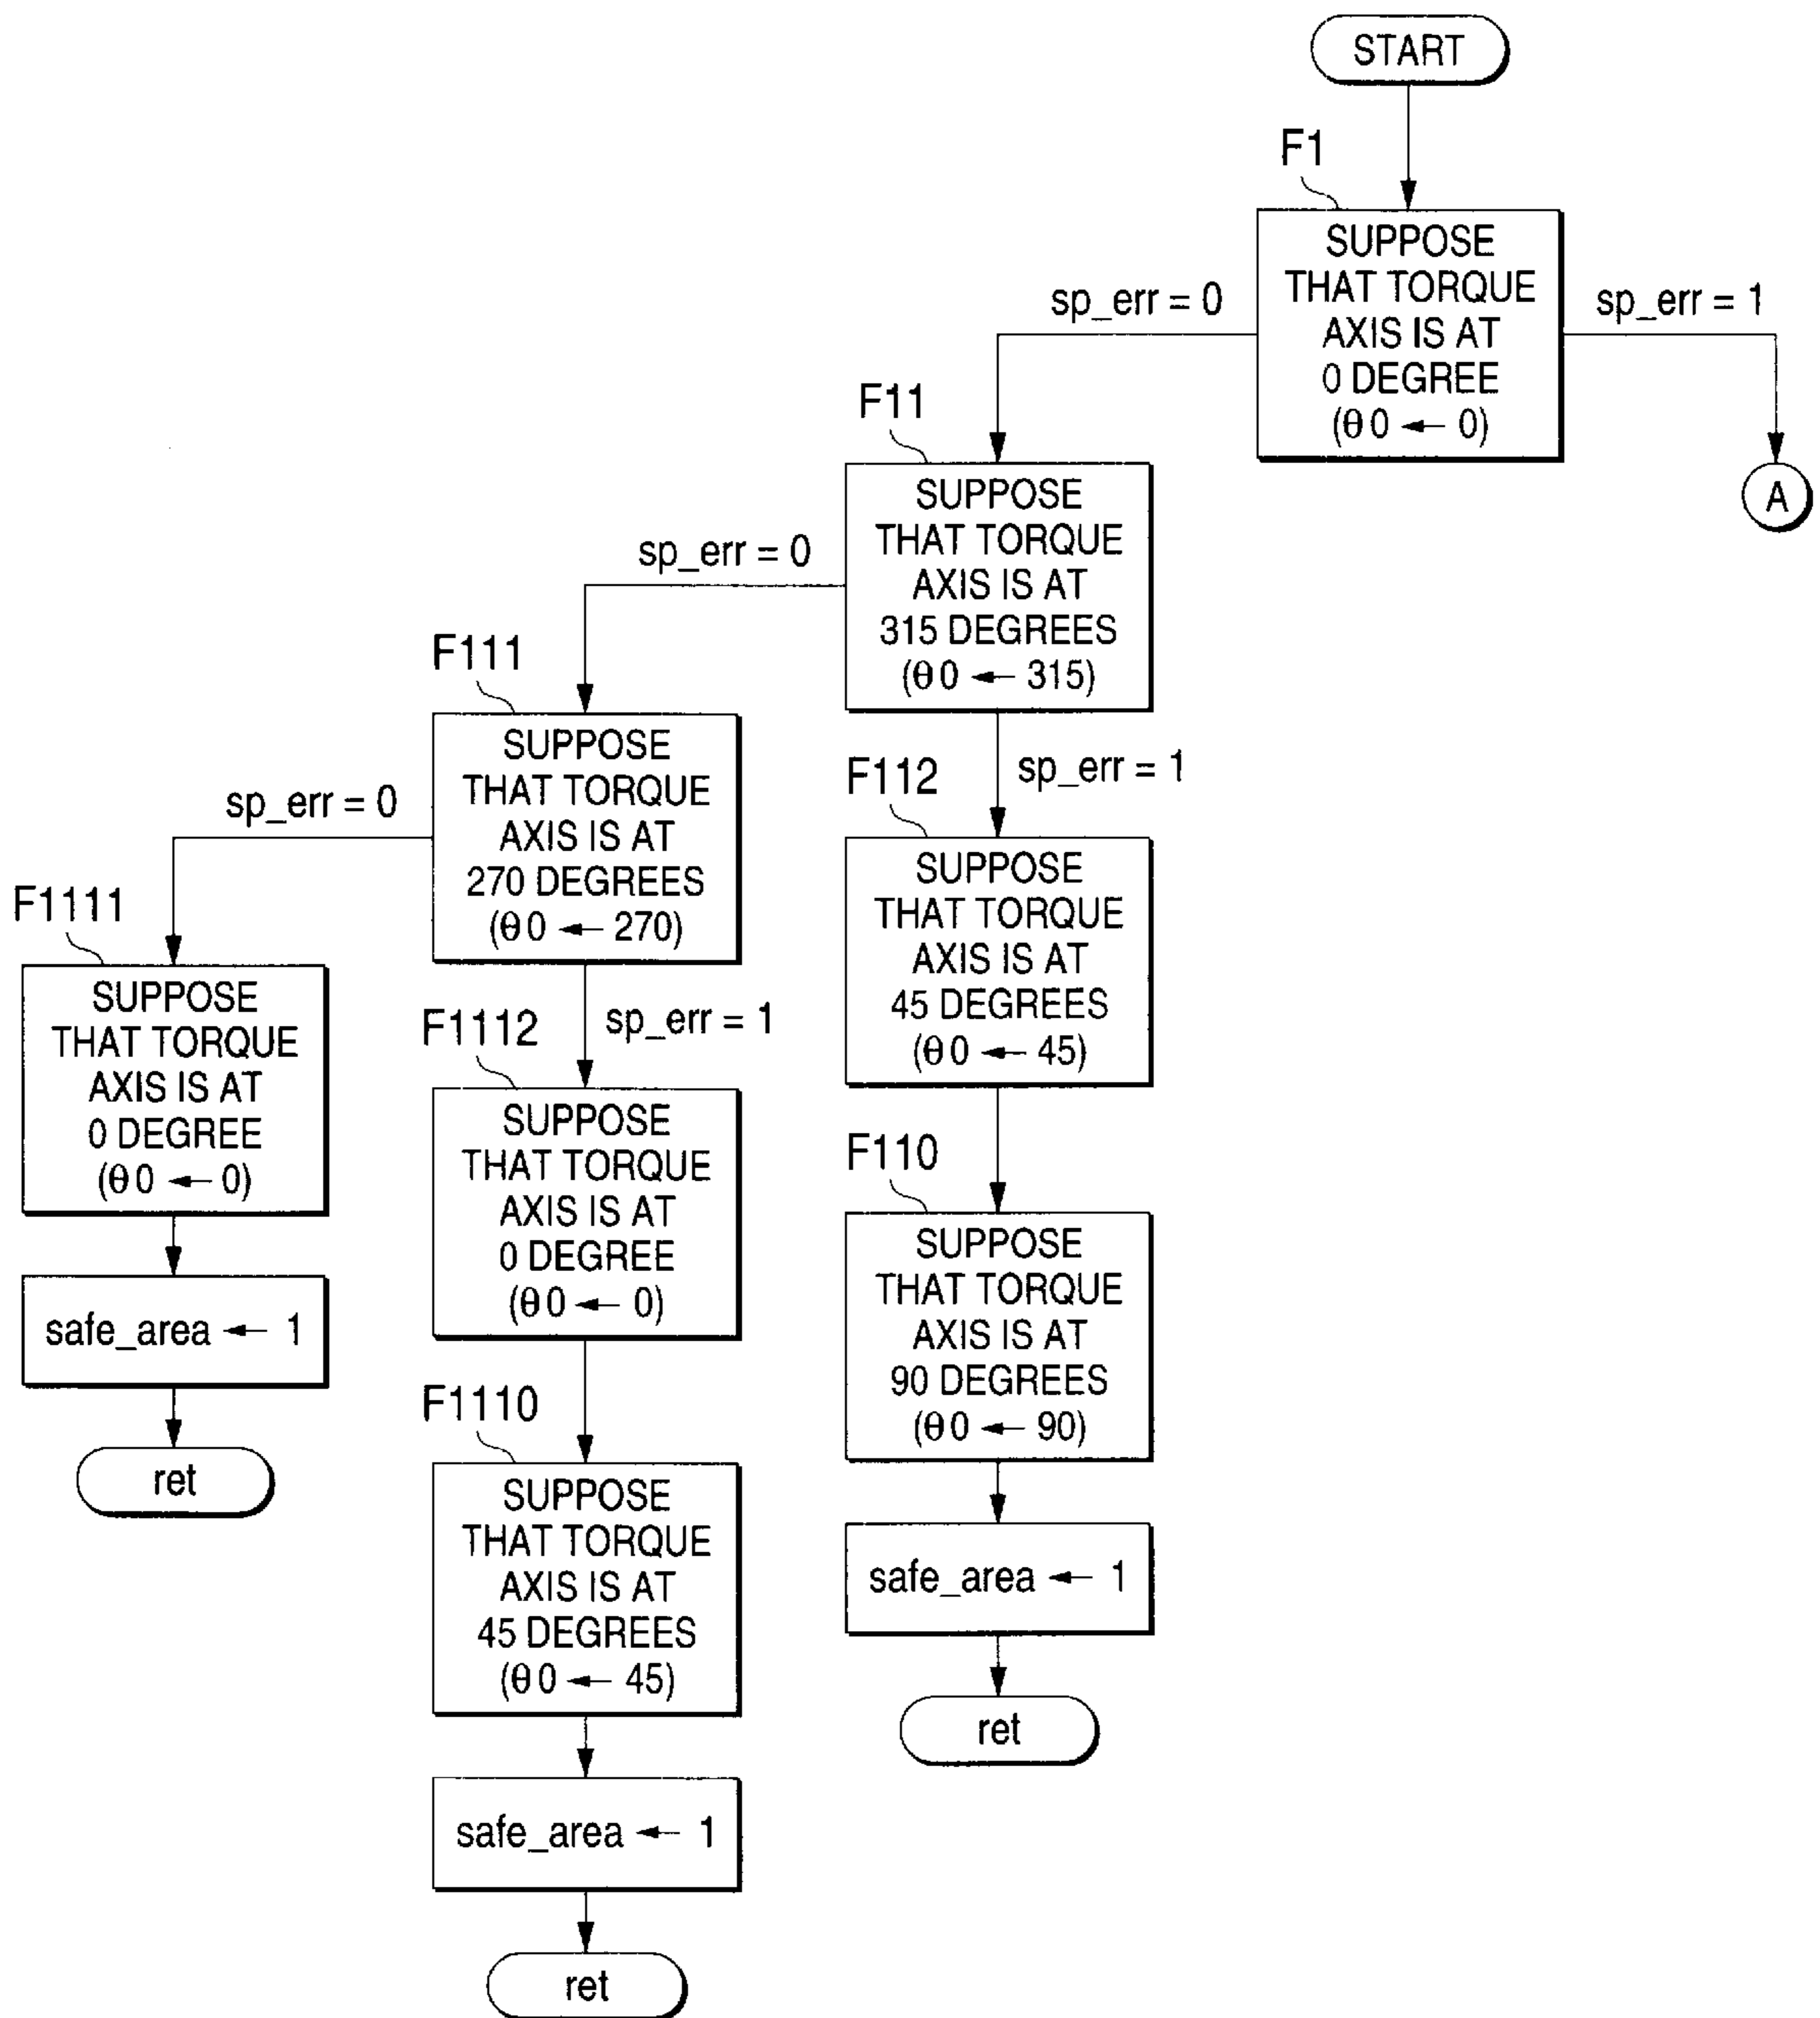 START
F1
SUPPOSE
THAT TORQUE
AXIS IS AT
0 DEGREE
(θ0 ← 0)
sp_err = 0
sp_err = 1
A
F11
SUPPOSE
THAT TORQUE
AXIS IS AT
315 DEGREES
(θ0 ← 315)
sp_err = 0
sp_err = 1
F111
SUPPOSE
THAT TORQUE
AXIS IS AT
270 DEGREES
(θ0 ← 270)
sp_err = 0
sp_err = 1
F112
SUPPOSE
THAT TORQUE
AXIS IS AT
45 DEGREES
(θ0 ← 45)
F1111
SUPPOSE
THAT TORQUE
AXIS IS AT
0 DEGREE
(θ0 ← 0)
safe_area ← 1
ret
F1112
SUPPOSE
THAT TORQUE
AXIS IS AT
0 DEGREE
(θ0 ← 0)
F1110
SUPPOSE
THAT TORQUE
AXIS IS AT
45 DEGREES
(θ0 ← 45)
safe_area ← 1
ret
F110
SUPPOSE
THAT TORQUE
AXIS IS AT
90 DEGREES
(θ0 ← 90)
safe_area ← 1
ret